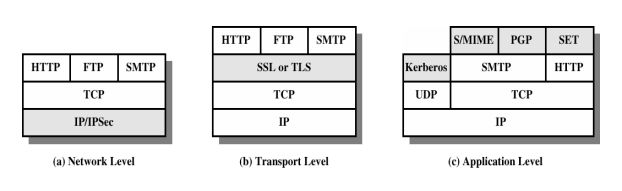 HTTP FTP SMTP
TCP
IP/IPSec
(a) Network Level
HTTP FTP SMTP
SSL or TLS
TCP
IP
(b) Transport Level
S/MIME PGP SET
Kerberos SMTP HTTP
UDP TCP
IP
(c) Application Level